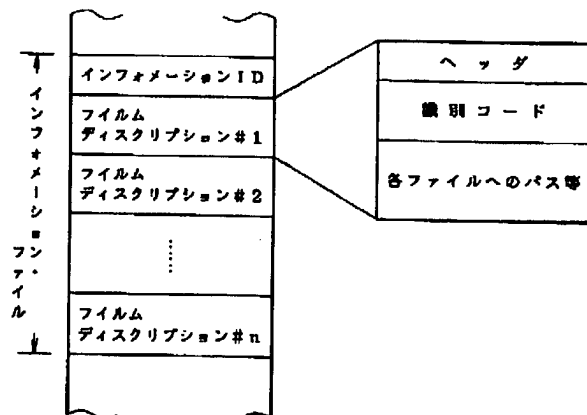 インフォメーション・
ファイル
インフォメーションID
フイルム
ディスクリプション#1
フイルム
ディスクリプション#2
フイルム
ディスクリプション#n
ヘッダ
識別コード
各ファイルへのパス等